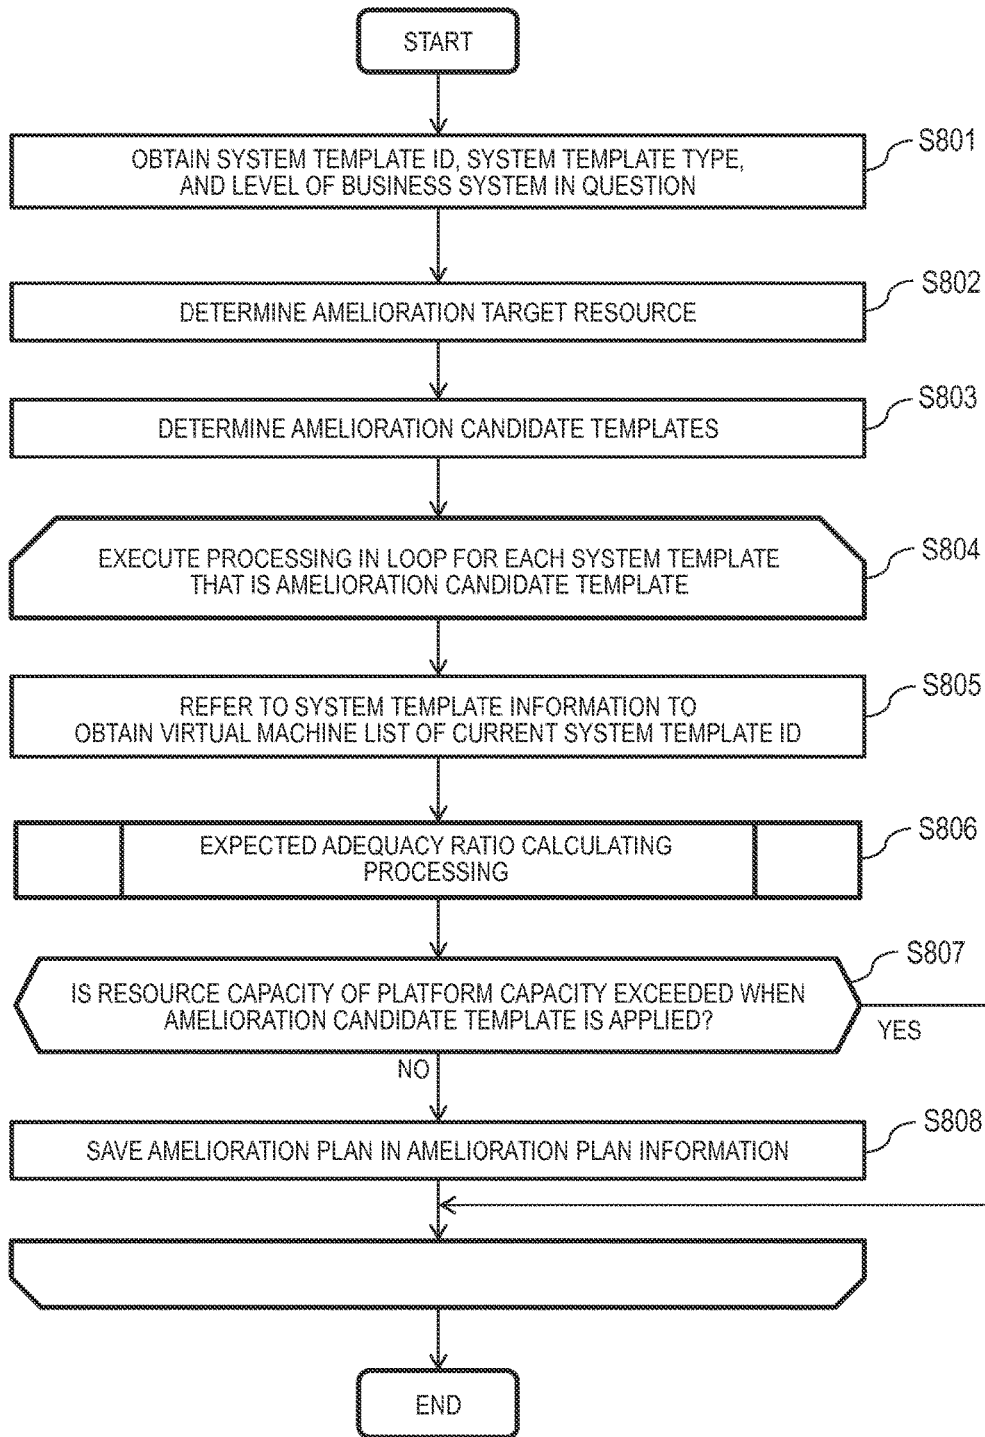 START
OBTAIN SYSTEM TEMPLATE ID, SYSTEM TEMPLATE TYPE,
AND LEVEL OF BUSINESS SYSTEM IN QUESTION
S801
DETERMINE AMELIORATION TARGET RESOURCE
S802
DETERMINE AMELIORATION CANDIDATE TEMPLATES
S803
EXECUTE PROCESSING IN LOOP FOR EACH SYSTEM TEMPLATE
THAT IS AMELIORATION CANDIDATE TEMPLATE
S804
REFER TO SYSTEM TEMPLATE INFORMATION TO
OBTAIN VIRTUAL MACHINE LIST OF CURRENT SYSTEM TEMPLATE ID
S805
EXPECTED ADEQUACY RATIO CALCULATING
PROCESSING
S806
IS RESOURCE CAPACITY OF PLATFORM CAPACITY EXCEEDED WHEN
AMELIORATION CANDIDATE TEMPLATE IS APPLIED?
S807
YES
NO
SAVE AMELIORATION PLAN IN AMELIORATION PLAN INFORMATION
S808
END